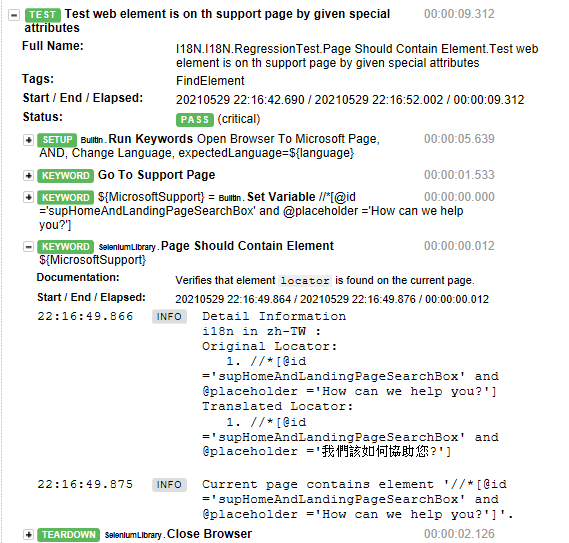 TEST Test web element is on th support page by given special 00:00:09.312
attributes
Full Name: I18N.I18N.RegressionTest.Page Should Contain Element.Test web
element is on th support page by given special attributes
Tags: FindElement
Start / End / Elapsed: 20210529 22:16:42.690 / 20210529 22:16:52.002 / 00:00:09.312
Status: PASS (critical)
SETUP BuiltIn . Run Keywords Open Browser To Microsoft Page, 00:00:05.639
AND, Change Language, expectedLanguage=${language}
KEYWORD Go To Support Page 00:00:01.533
KEYWORD ${MicrosoftSupport} = BuiltIn . Set Variable //*[@id 00:00:00.000
='supHomeAndLandingPageSearchBox' and @placeholder ='How can we help
you?']
KEYWORD SeleniumLibrary . Page Should Contain Element 00:00:00.012
${MicrosoftSupport}
Documentation: Verifies that element locator is found on the current page.
Start / End / Elapsed: 20210529 22:16:49.864 / 20210529 22:16:49.876 / 00:00:00.012
22:16:49.866 INFO Detail Information
i18n in zh-TW :
Original Locator:
1. //*[@id
='supHomeAndLandingPageSearchBox' and
@placeholder ='How can we help you?']
Translated Locator:
1. //*[@id
='supHomeAndLandingPageSearchBox' and
@placeholder ='我們該如何協助您?']
22:16:49.875 INFO Current page contains element '//*[@id
='supHomeAndLandingPageSearchBox' and
@placeholder ='How can we help you?']'.
TEARDOWN SeleniumLibrary . Close Browser 00:00:02.126